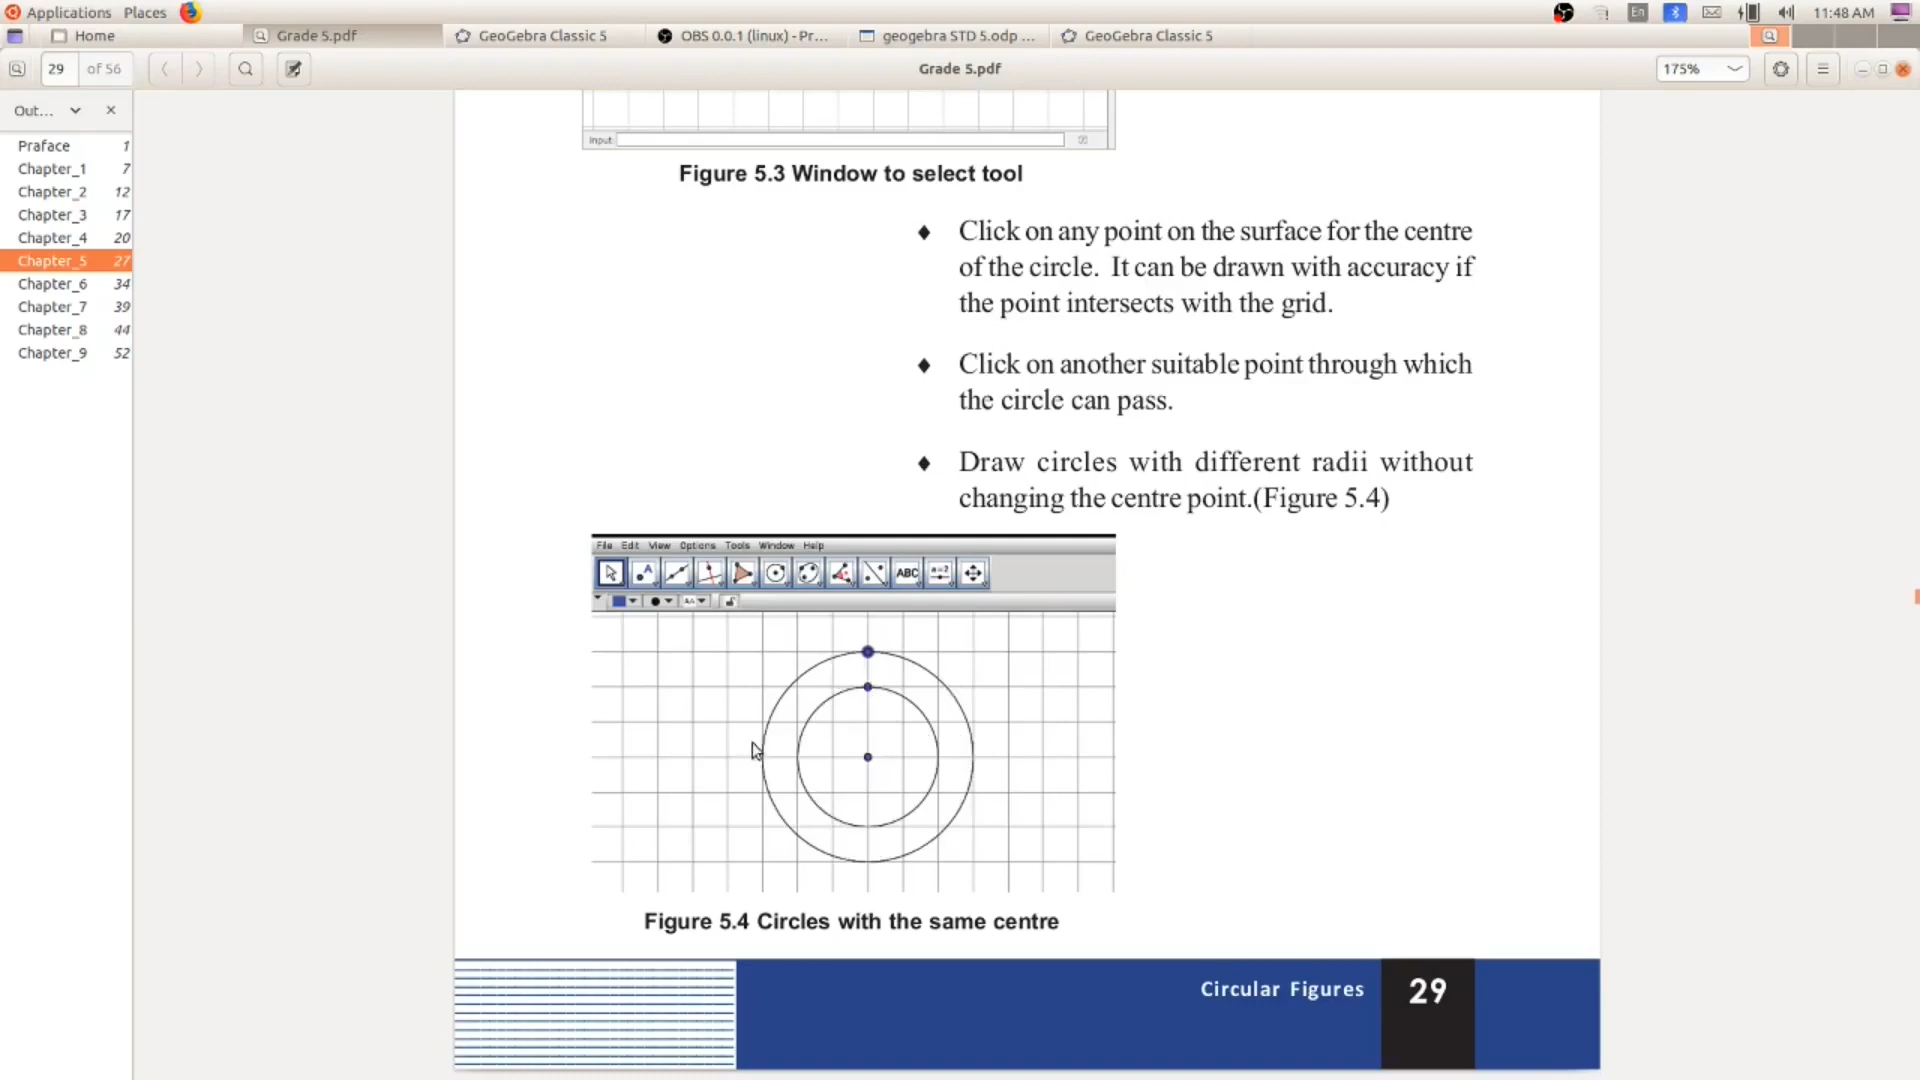 Applications Places En 11:48 AM
Home Grade 5.pdf GeoGebra Classic 5 OBS 0.0.1 (linux) - Pr... geogebra STD 5.odp ... GeoGebra Classic 5
29 of 56 Grade 5.pdf 175%
Out...
Praface 1
Chapter_1 7
Chapter_2 12
Chapter_3 17
Chapter_4 20
Chapter_5 27
Chapter_6 34
Chapter_7 39
Chapter_8 44
Chapter_9 52
Input:
Figure 5.3 Window to select tool
♦ Click on any point on the surface for the centre
of the circle. It can be drawn with accuracy if
the point intersects with the grid.
♦ Click on another suitable point through which
the circle can pass.
♦ Draw circles with different radii without
changing the centre point.(Figure 5.4)
File Edit View Options Tools Window Help
A ABC a=2
AA
Figure 5.4 Circles with the same centre
Circular Figures 29